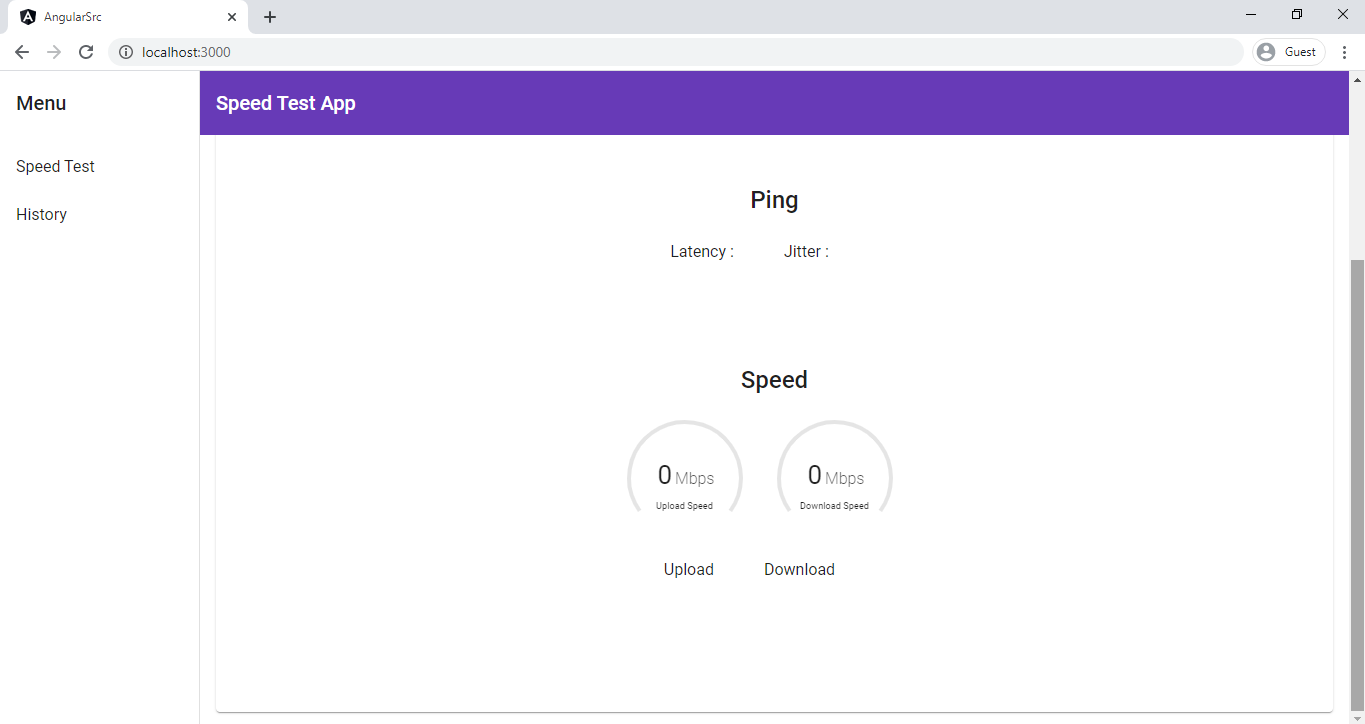 AngularSrc
localhost:3000
Guest
Menu
Speed Test App
Speed Test
History
Ping
Latency : Jitter :
Speed
0 Mbps 0 Mbps
Upload Speed Download Speed
Upload Download